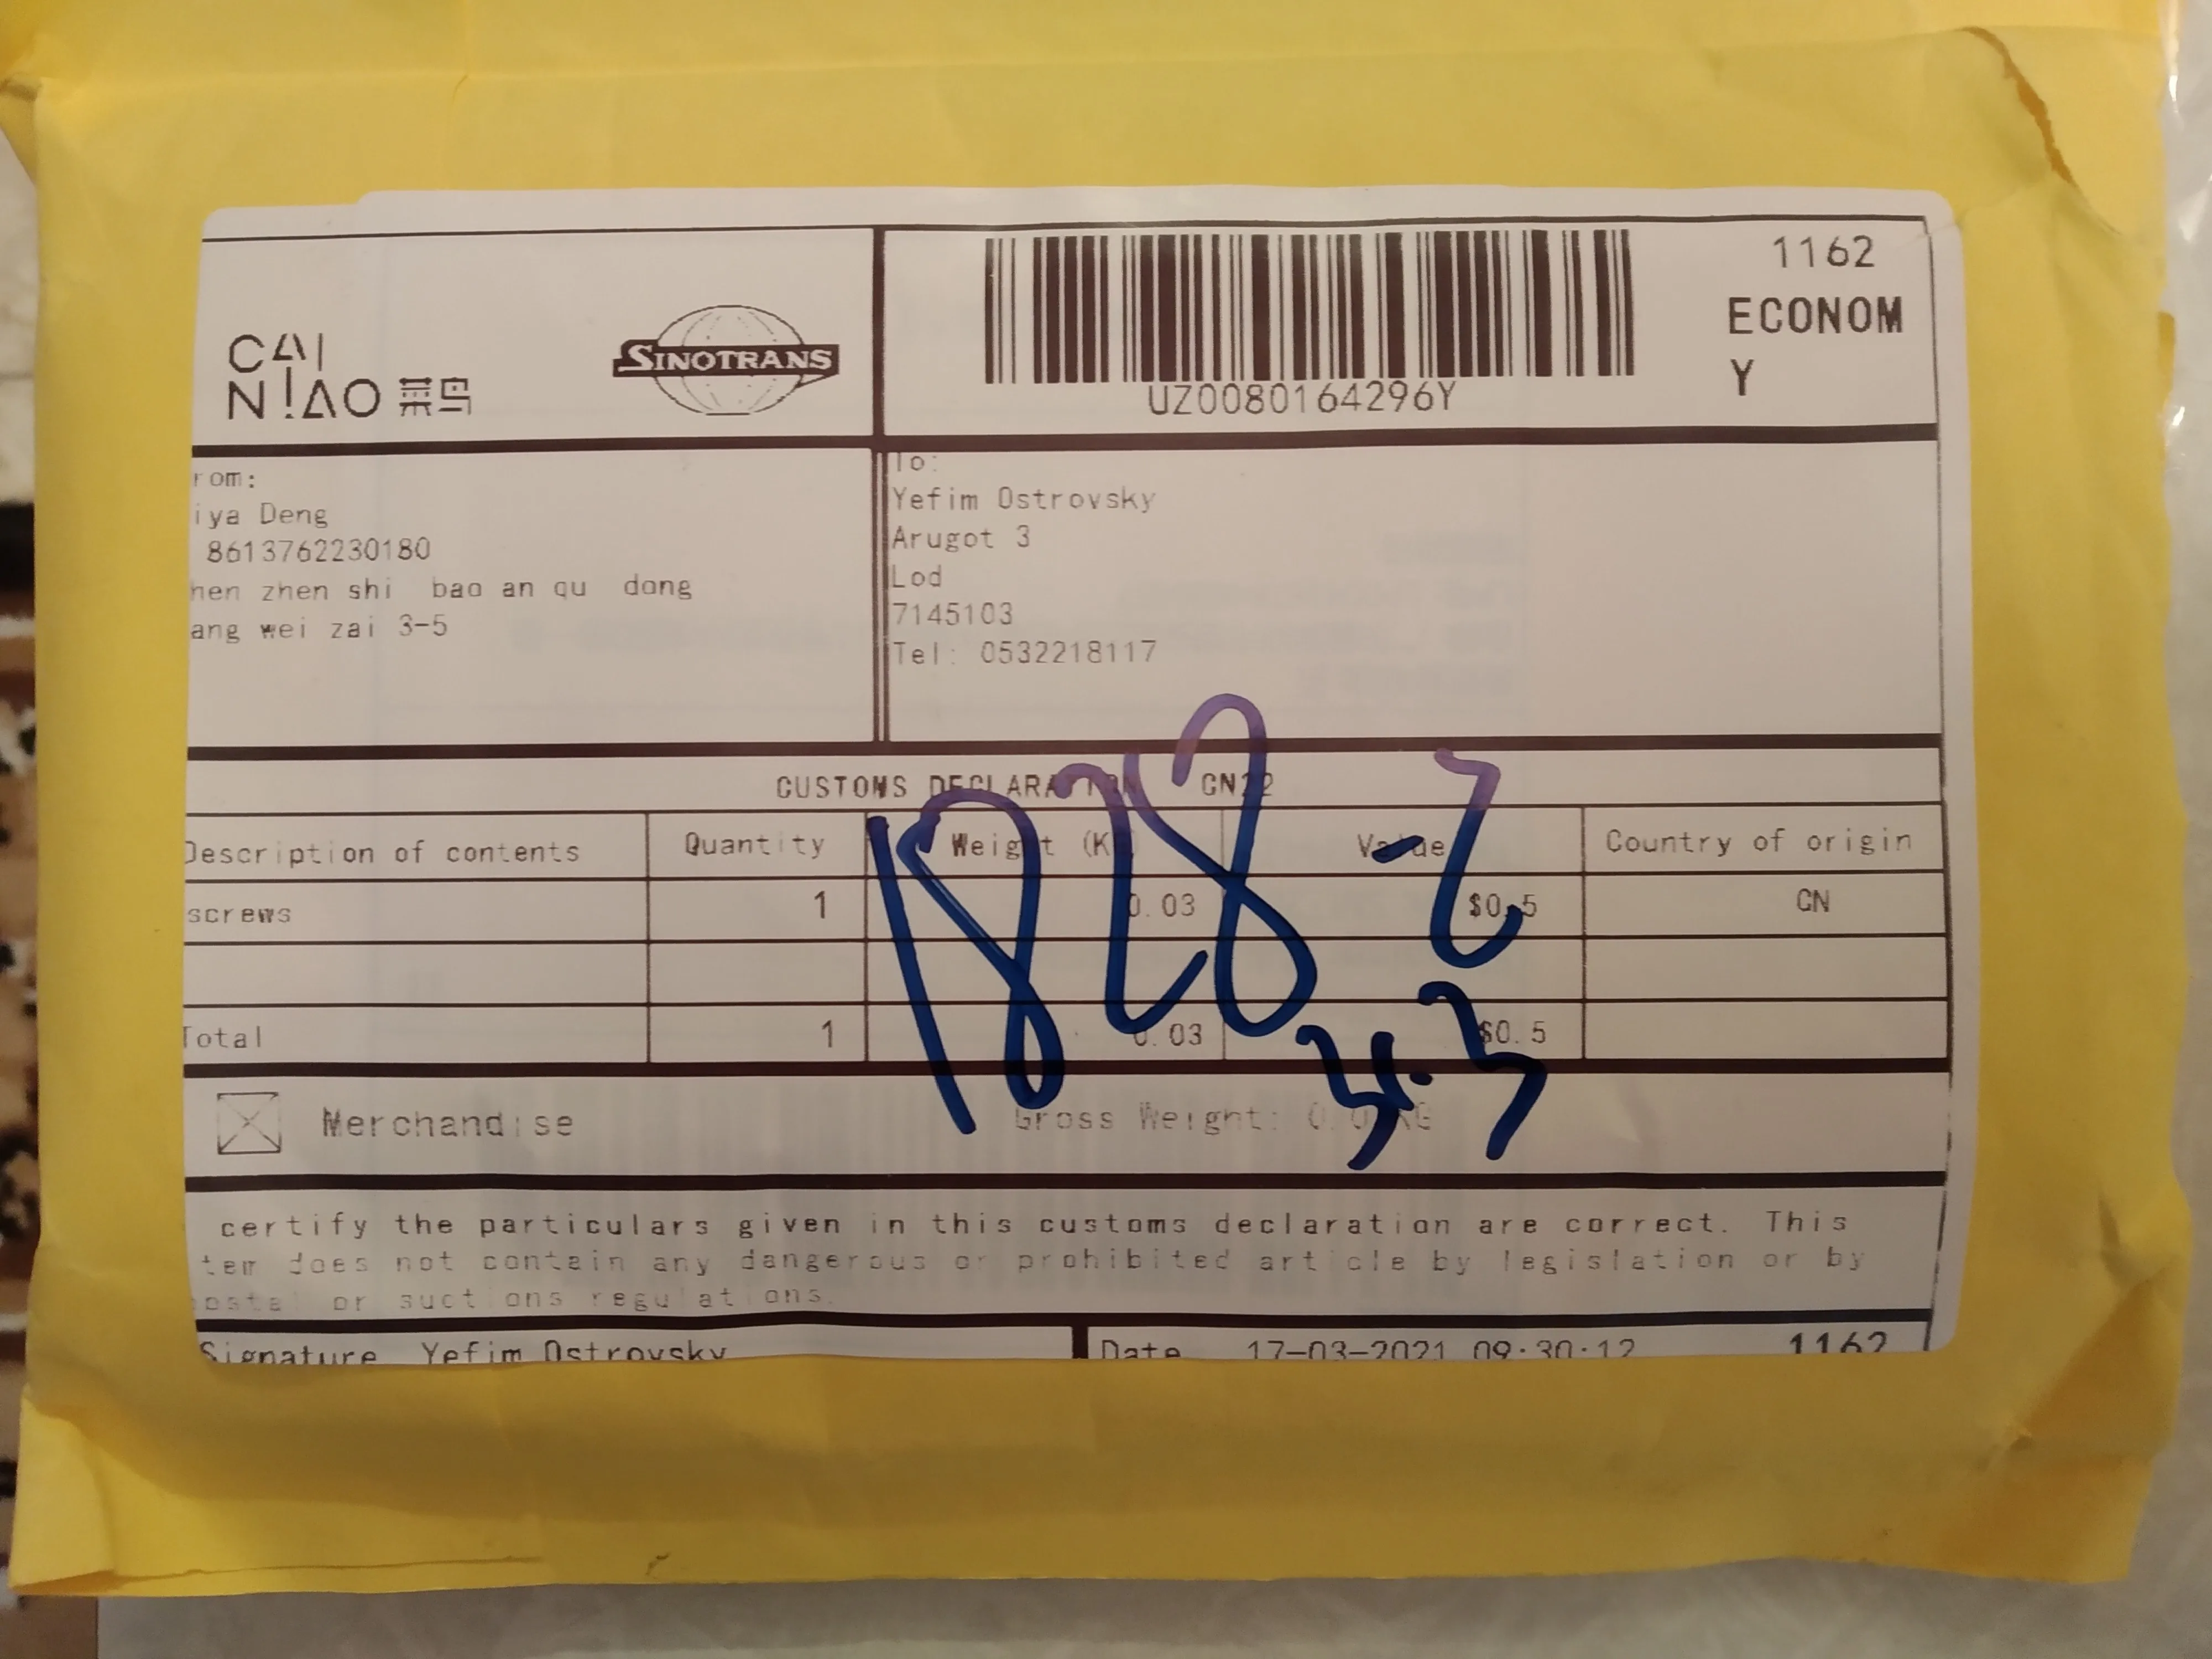 CAI
NIAO 菜鸟
SINOTRANS
UZ0080164296Y
1162
ECONOM
Y
rom:
iya Deng
8613762230180
hen zhen shi bao an qu dong
ang wei zai 3-5
To:
Yefim Ostrovsky
Arugot 3
Lod
7145103
Tel: 0532218117
CUSTOMS DECLARATION CN22
Description of contents Quantity Weight (K Value Country of origin
screws 1 0.03 $0.5 CN
Total 1 0.03 $0.5
Merchandise Gross Weight:
certify the particulars given in this customs declaration are correct. This
tem does not contain any dangerous or prohibited article by legislation or by
postal or suctions regulations.
Signature Yefim Ostrovsky Date 17-03-2021 09:30:12 1162